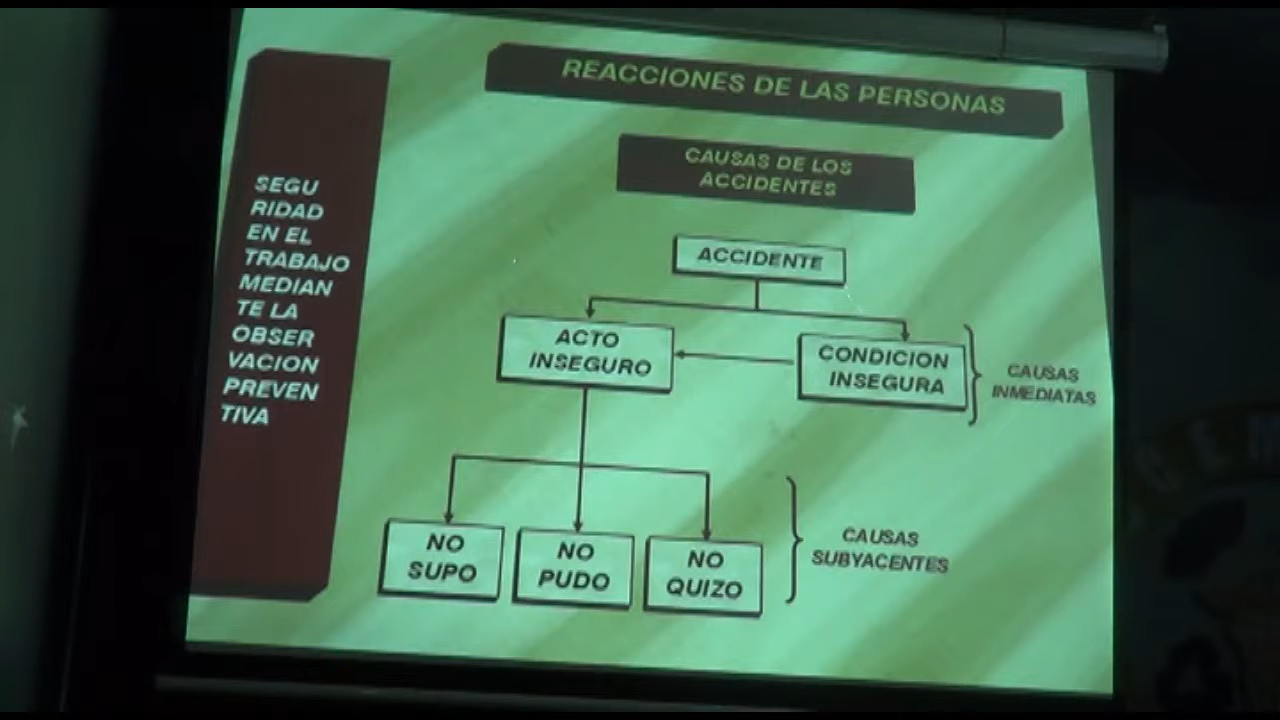 REACCIONES DE LAS PERSONAS
CAUSAS DE LOS
ACCIDENTES
SEGU
RIDAD
EN EL
TRABAJO
MEDIAN
TE LA
OBSER
VACION
PREVEN
TIVA
ACCIDENTE
ACTO
INSEGURO
CONDICION
INSEGURA
CAUSAS
INMEDIATAS
NO
SUPO
NO
PUDO
NO
QUIZO
CAUSAS
SUBYACENTES